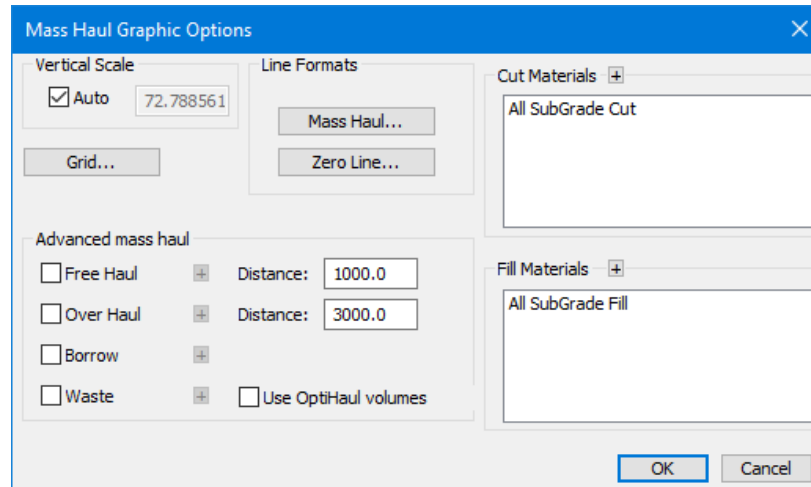 Mass Haul Graphic Options
Vertical Scale
Auto 72.788561
Grid...
Line Formats
Mass Haul...
Zero Line...
Cut Materials +
All SubGrade Cut
Advanced mass haul
Free Haul + Distance: 1000.0
Over Haul + Distance: 3000.0
Borrow +
Waste + Use OptiHaul volumes
Fill Materials +
All SubGrade Fill
OK Cancel